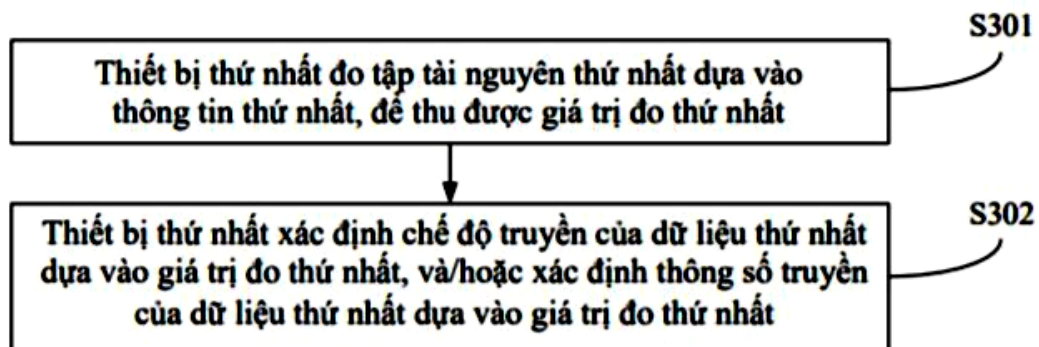 S301
Thiết bị thứ nhất đo tập tài nguyên thứ nhất dựa vào
thông tin thứ nhất, để thu được giá trị đo thứ nhất
S302
Thiết bị thứ nhất xác định chế độ truyền của dữ liệu thứ nhất
dựa vào giá trị đo thứ nhất, và/hoặc xác định thông số truyền
của dữ liệu thứ nhất dựa vào giá trị đo thứ nhất